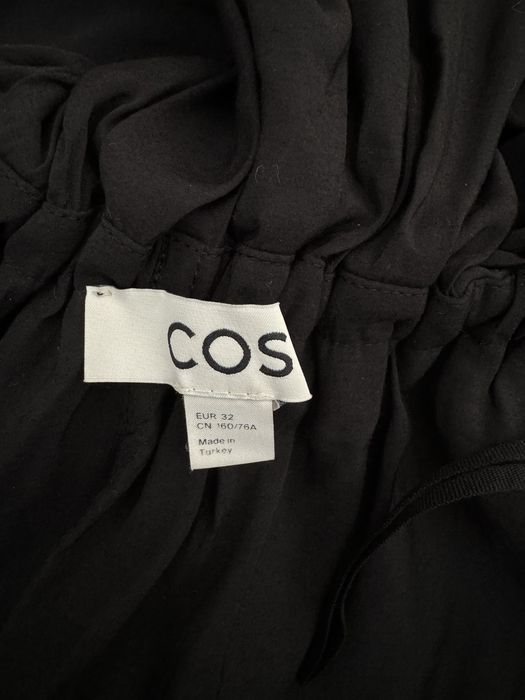 COS
EUR 32
CN 160/76A
Made in
Turkey